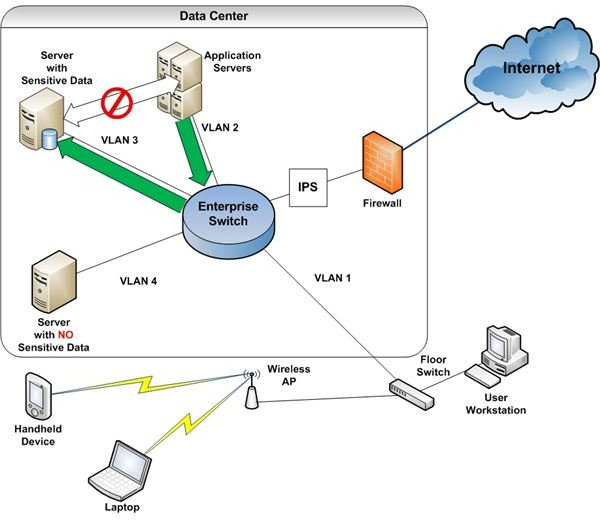 Data Center
Server
with
Sensitive Data
Application
Servers
Internet
VLAN 2
VLAN 3
IPS
Firewall
Enterprise
Switch
VLAN 1
VLAN 4
Server
with NO
Sensitive Data
Wireless
AP
Floor
Switch
User
Workstation
Handheld
Device
Laptop